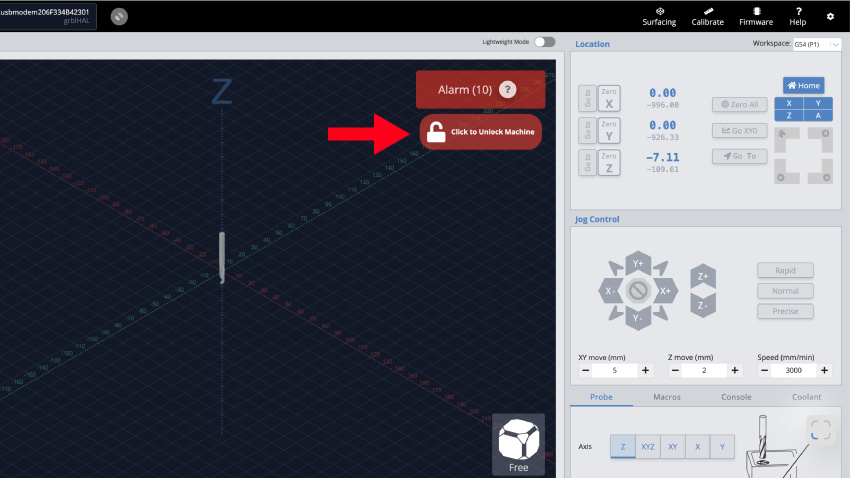 .usbmodem206F334B42301
grblHAL
Surfacing
Calibrate
Firmware
Help
Lightweight Mode
Location
Workspace: G54 (P1)
Z
Alarm (10) ?
Click to Unlock Machine
Go to
Zero
X
0.00
-996.00
Zero All
Home
X Y
Z A
Go to
Zero
Y
0.00
-926.33
Go XY0
Go to
Zero
Z
-7.11
-109.61
Go To
Jog Control
Y+
X-
X+
Y-
Z+
Z-
Rapid
Normal
Precise
XY move (mm)
Z move (mm)
Speed (mm/min)
− 5 +
− 2 +
− 3000 +
Probe
Macros
Console
Coolant
Axis
Z
XYZ
XY
X
Y
Free